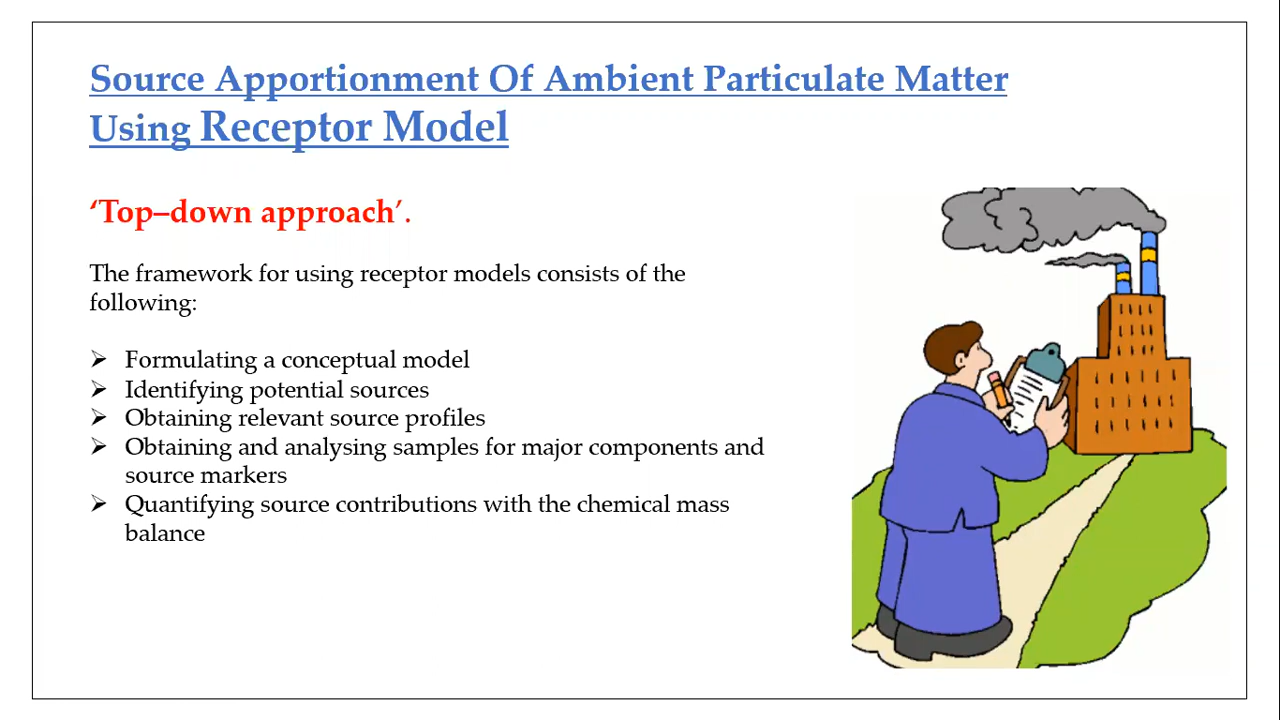 Source Apportionment Of Ambient Particulate Matter
Using Receptor Model
‘Top–down approach’.
The framework for using receptor models consists of the
following:
➢ Formulating a conceptual model
➢ Identifying potential sources
➢ Obtaining relevant source profiles
➢ Obtaining and analysing samples for major components and
source markers
➢ Quantifying source contributions with the chemical mass
balance